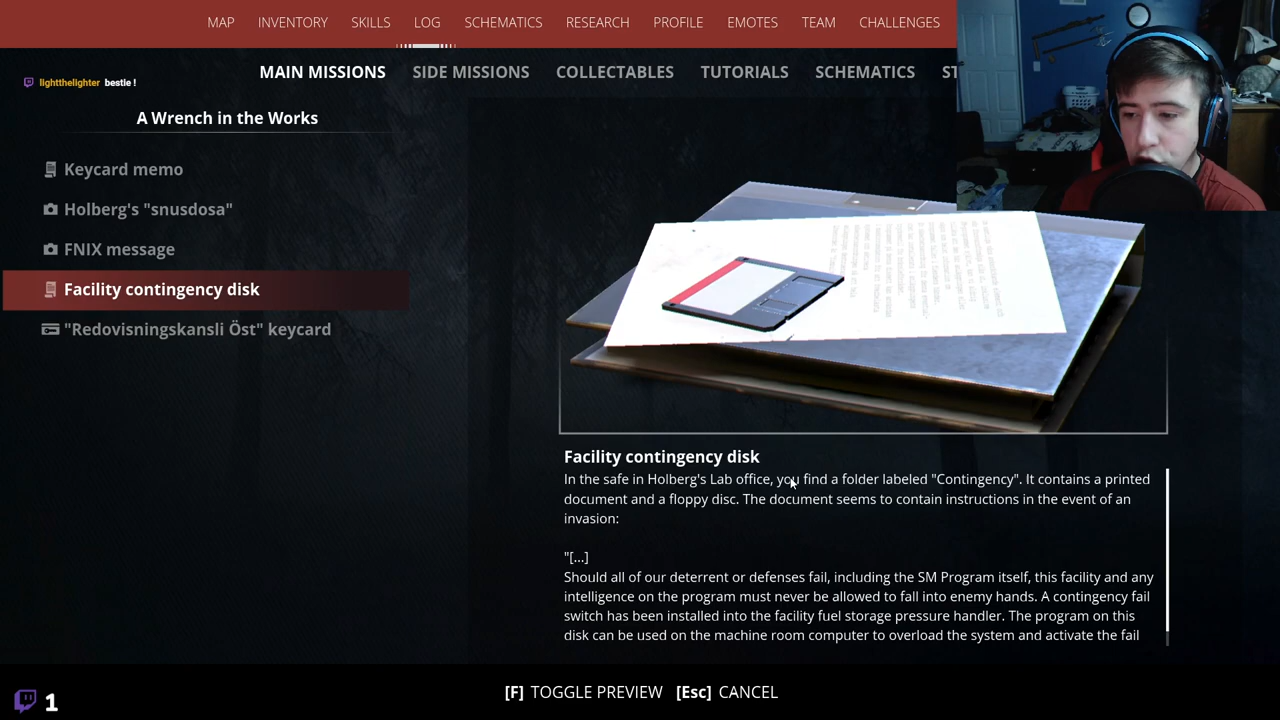 MAP INVENTORY SKILLS LOG SCHEMATICS RESEARCH PROFILE EMOTES TEAM CHALLENGES
lightthelighter bestie !
MAIN MISSIONS SIDE MISSIONS COLLECTABLES TUTORIALS SCHEMATICS ST
A Wrench in the Works
Keycard memo
Holberg's "snusdosa"
FNIX message
Facility contingency disk
"Redovisningskansli Öst" keycard
Facility contingency disk
In the safe in Holberg's Lab office, you find a folder labeled "Contingency". It contains a printed
document and a floppy disc. The document seems to contain instructions in the event of an
invasion:
"[...]
Should all of our deterrent or defenses fail, including the SM Program itself, this facility and any
intelligence on the program must never be allowed to fall into enemy hands. A contingency fail
switch has been installed into the facility fuel storage pressure handler. The program on this
disk can be used on the machine room computer to overload the system and activate the fail
1
[F] TOGGLE PREVIEW [Esc] CANCEL